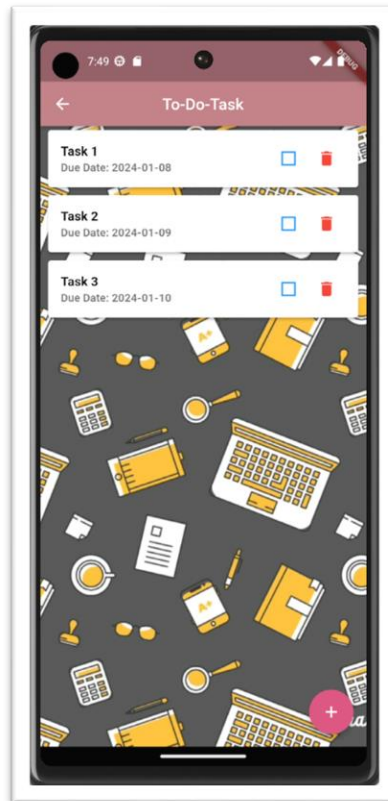 7:49
DEBUG
To-Do-Task
Task 1
Due Date: 2024-01-08
Task 2
Due Date: 2024-01-09
Task 3
Due Date: 2024-01-10
A+
A+
+